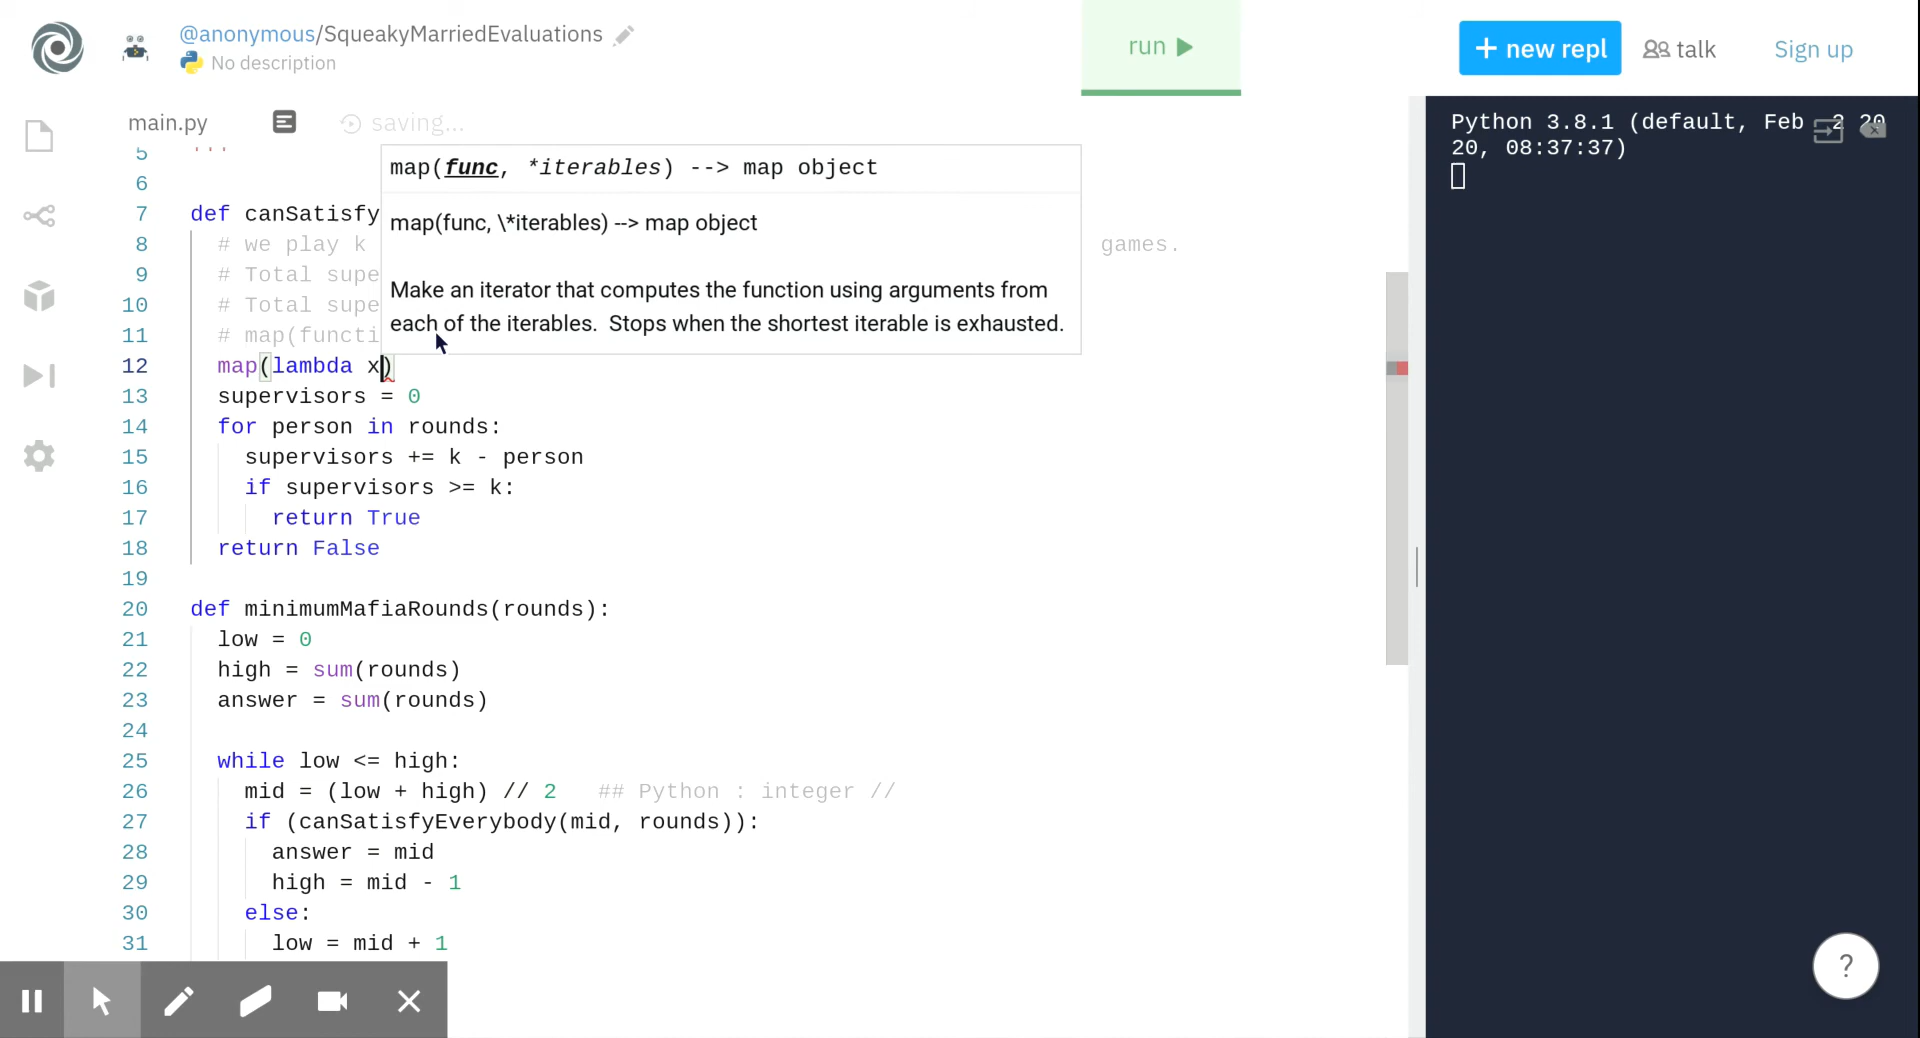 @anonymous/SqueakyMarriedEvaluations
No description
run
+ new repl
talk
Sign up
main.py
saving...
5 '''
6
7 def canSatisfy
8 # we play k games.
9 # Total supe
10 # Total supe
11 # map(functi
12 map(lambda x)
13 supervisors = 0
14 for person in rounds:
15 supervisors += k - person
16 if supervisors >= k:
17 return True
18 return False
19
20 def minimumMafiaRounds(rounds):
21 low = 0
22 high = sum(rounds)
23 answer = sum(rounds)
24
25 while low <= high:
26 mid = (low + high) // 2 ## Python : integer //
27 if (canSatisfyEverybody(mid, rounds)):
28 answer = mid
29 high = mid - 1
30 else:
31 low = mid + 1
map(func, *iterables) --> map object
map(func, \*iterables) --> map object
Make an iterator that computes the function using arguments from
each of the iterables. Stops when the shortest iterable is exhausted.
Python 3.8.1 (default, Feb 2 20
20, 08:37:37)
?